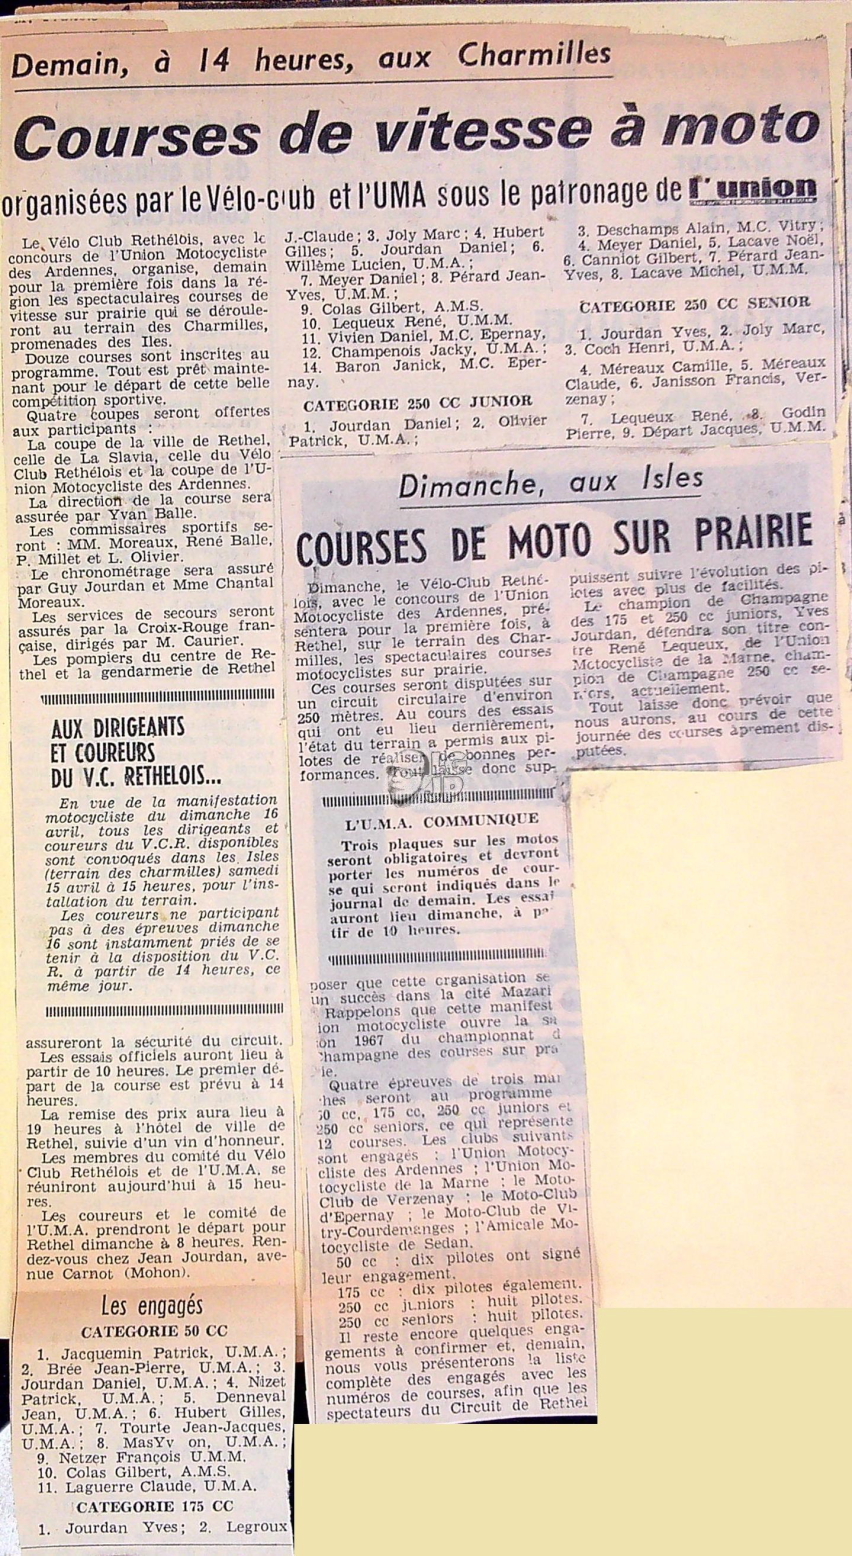 Demain, à 14 heures, aux Charmilles
Courses de vitesse à moto
organisées par le Vélo-club et l'UMA sous le patronage de l'union
Le Vélo Club Rethélois, avec le
concours de l'Union Motocycliste
des Ardennes, organise, demain
pour la première fois dans la ré-
gion les spectaculaires courses de
vitesse sur prairie qui se déroule-
ront au terrain des Charmilles,
promenades des Iles.
Douze courses sont inscrites au
programme. Tout est prêt mainte-
nant pour le départ de cette belle
compétition sportive.
Quatre coupes seront offertes
aux participants :
La coupe de la ville de Rethel,
celle de La Slavia, celle du Vélo
Club Rethélois et la coupe de l'U-
nion Motocycliste des Ardennes.
La direction de la course sera
assurée par Yvan Balle.
Les commissaires sportifs se-
ront : MM. Moreaux, René Balle,
P. Millet et L. Olivier.
Le chronométrage sera assuré
par Guy Jourdan et Mme Chantal
Moreaux.
Les services de secours seront
assurés par la Croix-Rouge fran-
çaise, dirigés par M. Caurier.
Les pompiers du centre de Re-
thel et la gendarmerie de Rethel
AUX DIRIGEANTS
ET COUREURS
DU V.C. RETHELOIS...
En vue de la manifestation
motocycliste du dimanche 16
avril, tous les dirigeants et
coureurs du V.C.R. disponibles
sont convoqués dans les Isles
(terrain des charmilles) samedi
15 avril à 15 heures, pour l'ins-
tallation du terrain.
Les coureurs ne participant
pas à des épreuves dimanche
16 sont instamment priés de se
tenir à la disposition du V.C.
R. à partir de 14 heures, ce
même jour.
assureront la sécurité du circuit.
Les essais officiels auront lieu à
partir de 10 heures. Le premier dé-
part de la course est prévu à 14
heures.
La remise des prix aura lieu à
19 heures à l'hôtel de ville de
Rethel, suivie d'un vin d'honneur.
Les membres du comité du Vélo
Club Rethélois et de l'U.M.A. se
réuniront aujourd'hui à 15 heu-
res.
Les coureurs et le comité de
l'U.M.A. prendront le départ pour
Rethel dimanche à 8 heures. Ren-
dez-vous chez Jean Jourdan, ave-
nue Carnot (Mohon).
Les engagés
CATEGORIE 50 CC
1. Jacquemin Patrick, U.M.A. ;
2. Brée Jean-Pierre, U.M.A. ; 3.
Jourdan Daniel, U.M.A. ; 4. Nizet
Patrick, U.M.A. ; 5. Denneval
Jean, U.M.A. ; 6. Hubert Gilles,
U.M.A. ; 7. Tourte Jean-Jacques,
U.M.A. ; 8. MasYv on, U.M.A. ;
9. Netzer François U.M.M.
10. Colas Gilbert, A.M.S.
11. Laguerre Claude, U.M.A.
CATEGORIE 175 CC
1. Jourdan Yves ; 2. Legroux
J.-Claude ; 3. Joly Marc ; 4. Hubert
Gilles ; 5. Jourdan Daniel ; 6.
Willème Lucien, U.M.A. ;
7. Meyer Daniel ; 8. Pérard Jean-
Yves, U.M.M. ;
9. Colas Gilbert, A.M.S.
10. Lequeux René, U.M.M.
11. Vivien Daniel, M.C. Epernay,
12. Champenois Jacky, U.M.A. ;
14. Baron Janick, M.C. Eper-
nay.
CATEGORIE 250 CC JUNIOR
1. Jourdan Daniel ; 2. Olivier
Patrick, U.M.A. ;
3. Deschamps Alain, M.C. Vitry ;
4. Meyer Daniel, 5. Lacave Noël,
6. Canniot Gilbert, 7. Pérard Jean-
Yves, 8. Lacave Michel, U.M.M.
CATEGORIE 250 CC SENIOR
1. Jourdan Yves, 2. Joly Marc,
3. Coch Henri, U.M.A. ;
4. Méreaux Camille, 5. Méreaux
Claude, 6. Janisson Francis, Ver-
zenay ;
7. Lequeux René, 8. Godin
Pierre, 9. Départ Jacques, U.M.M.
Dimanche, aux Isles
COURSES DE MOTO SUR PRAIRIE
Dimanche, le Vélo-Club Rethé-
lois, avec le concours de l'Union
Motocycliste des Ardennes, pré-
sentera pour la première fois, à
Rethel, sur le terrain des Char-
milles, les spectaculaires courses
motocyclistes sur prairie.
Ces courses seront disputées sur
un circuit circulaire d'environ
250 mètres. Au cours des essais
qui ont eu lieu dernièrement,
l'état du terrain a permis aux pi-
lotes de réaliser de bonnes per-
formances. Tout laisse donc sup-
L'U.M.A. COMMUNIQUE
Trois plaques sur les motos
seront obligatoires et devront
porter les numéros de cour-
se qui seront indiqués dans le
journal de demain. Les essai
auront lieu dimanche, à pa
tir de 10 heures.
poser que cette organisation se
un succès dans la cité Mazari
Rappelons que cette manifest
ion motocycliste ouvre la sa
on 1967 du championnat d
Champagne des courses sur pra
ie.
Quatre épreuves de trois man
hes seront au programme
50 cc, 175 cc, 250 cc juniors et
250 cc seniors, ce qui représente
12 courses. Les clubs suivants
sont engagés : l'Union Motocy-
cliste des Ardennes ; l'Union Mo-
tocycliste de la Marne ; le Moto-
Club de Verzenay ; le Moto-Club
d'Epernay ; le Moto-Club de Vi-
try-Courdemanges ; l'Amicale Mo-
tocycliste de Sedan.
50 cc : dix pilotes ont signé
leur engagement.
175 cc : dix pilotes également.
250 cc juniors : huit pilotes.
250 cc seniors : huit pilotes.
Il reste encore quelques enga-
gements à confirmer et, demain,
nous vous présenterons la liste
complète des engagés avec les
numéros de courses, afin que les
spectateurs du Circuit de Rethel
puissent suivre l'évolution des pi-
lotes avec plus de facilités.
Le champion de Champagne
des 175 et 250 cc juniors, Yves
Jourdan, défendra son titre con-
tre René Lequeux, de l'Union
Motocycliste de la Marne, cham-
pion de Champagne 250 cc se-
niors, actuellement.
Tout laisse donc prévoir que
nous aurons, au cours de cette
journée des courses âprement dis-
putées.